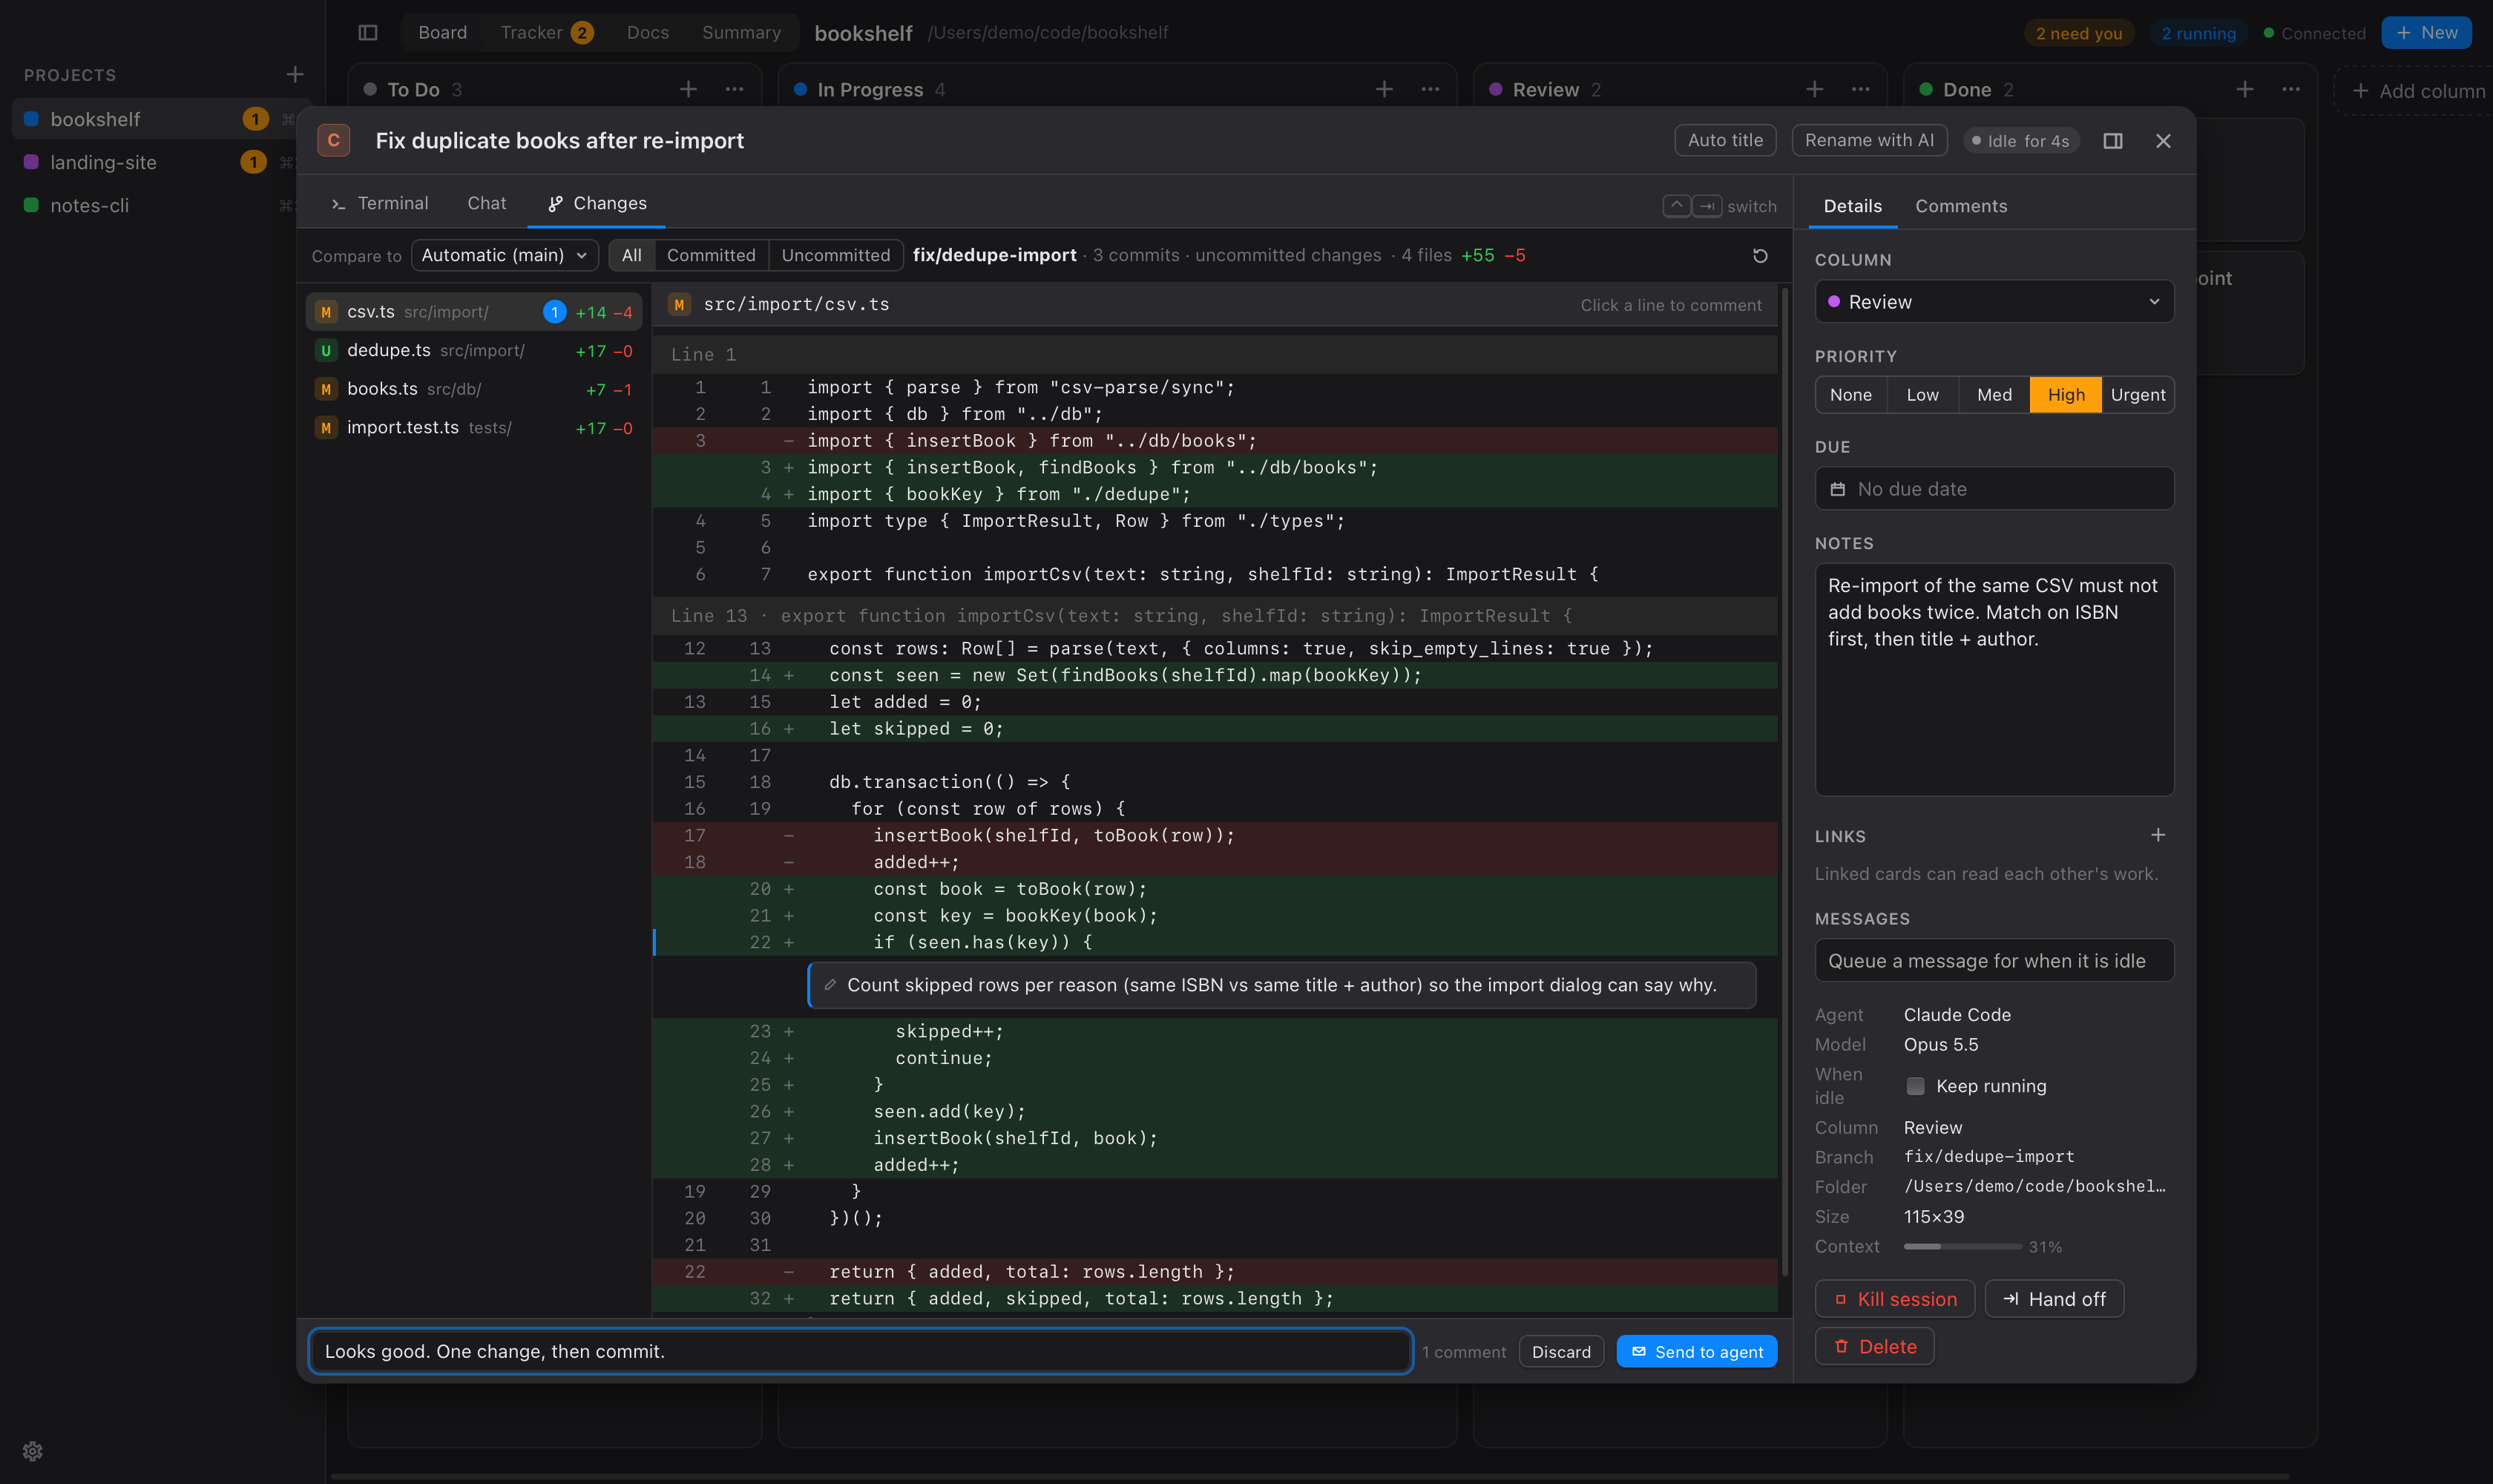 Board
Tracker 2
Docs
Summary
bookshelf /Users/demo/code/bookshelf
2 need you
2 running
Connected
+ New
PROJECTS
bookshelf 1
landing-site 1
notes-cli
To Do 3
In Progress 4
Review 2
Done 2
+ Add column
C
Fix duplicate books after re-import
Auto title
Rename with AI
Idle for 4s
Terminal
Chat
Changes
switch
Compare to
Automatic (main)
All
Committed
Uncommitted
fix/dedupe-import · 3 commits · uncommitted changes · 4 files +55 −5
M csv.ts src/import/ 1 +14 −4
U dedupe.ts src/import/ +17 −0
M books.ts src/db/ +7 −1
M import.test.ts tests/ +17 −0
M src/import/csv.ts
Click a line to comment
Line 1
1 1 import { parse } from "csv-parse/sync";
2 2 import { db } from "../db";
3 − import { insertBook } from "../db/books";
3 + import { insertBook, findBooks } from "../db/books";
4 + import { bookKey } from "./dedupe";
4 5 import type { ImportResult, Row } from "./types";
5 6
6 7 export function importCsv(text: string, shelfId: string): ImportResult {
Line 13 · export function importCsv(text: string, shelfId: string): ImportResult {
12 13 const rows: Row[] = parse(text, { columns: true, skip_empty_lines: true });
14 + const seen = new Set(findBooks(shelfId).map(bookKey));
13 15 let added = 0;
16 + let skipped = 0;
14 17
15 18 db.transaction(() => {
16 19 for (const row of rows) {
17 − insertBook(shelfId, toBook(row));
18 − added++;
20 + const book = toBook(row);
21 + const key = bookKey(book);
22 + if (seen.has(key)) {
Count skipped rows per reason (same ISBN vs same title + author) so the import dialog can say why.
23 + skipped++;
24 + continue;
25 + }
26 + seen.add(key);
27 + insertBook(shelfId, book);
28 + added++;
19 29 }
20 30 })();
21 31
22 − return { added, total: rows.length };
32 + return { added, skipped, total: rows.length };
Looks good. One change, then commit.
1 comment
Discard
Send to agent
Details
Comments
COLUMN
Review
PRIORITY
None
Low
Med
High
Urgent
DUE
No due date
NOTES
Re-import of the same CSV must not
add books twice. Match on ISBN
first, then title + author.
LINKS
Linked cards can read each other's work.
MESSAGES
Queue a message for when it is idle
Agent Claude Code
Model Opus 5.5
When
idle
Keep running
Column Review
Branch fix/dedupe-import
Folder /Users/demo/code/bookshel…
Size 115×39
Context 31%
Kill session
Hand off
Delete